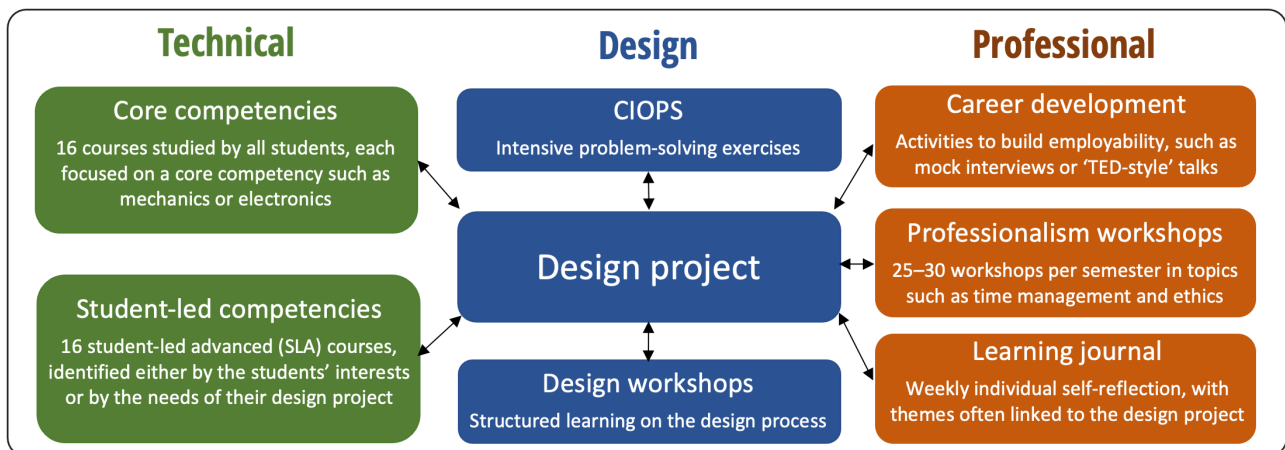 Technical
Core competencies
16 courses studied by all students, each
focused on a core competency such as
mechanics or electronics
Student-led competencies
16 student-led advanced (SLA) courses,
identified either by the students’ interests
or by the needs of their design project
Design
CIOPS
Intensive problem-solving exercises
Design project
Design workshops
Structured learning on the design process
Professional
Career development
Activities to build employability, such as
mock interviews or ‘TED-style’ talks
Professionalism workshops
25–30 workshops per semester in topics
such as time management and ethics
Learning journal
Weekly individual self-reflection, with
themes often linked to the design project